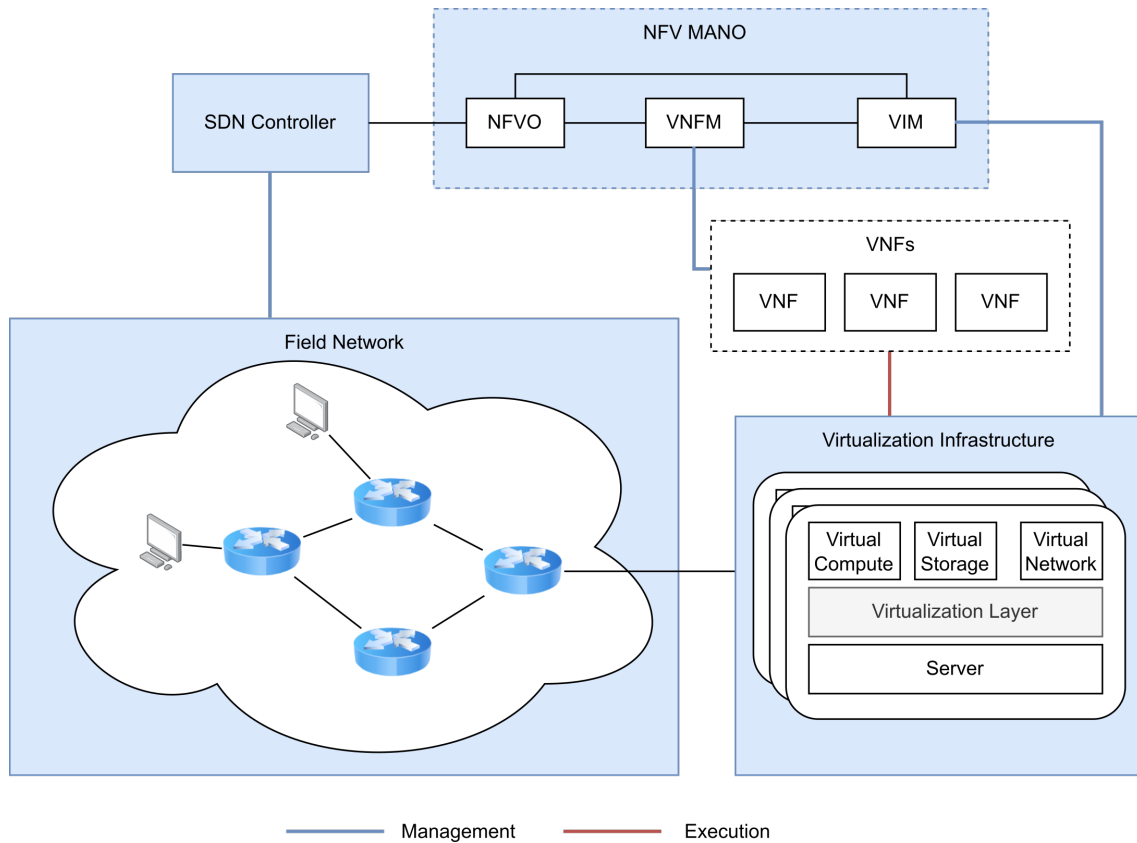 NFV MANO
SDN Controller
NFVO
VNFM
VIM
VNFs
VNF
VNF
VNF
Field Network
Virtualization Infrastructure
Virtual
Compute
Virtual
Storage
Virtual
Network
Virtualization Layer
Server
Management
Execution